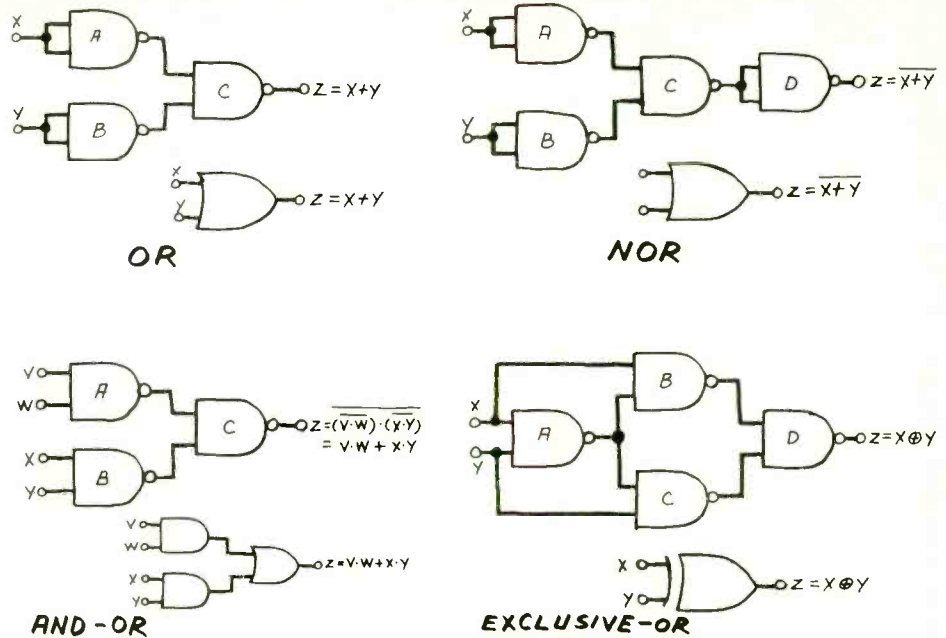 X
A
C
Z = X+Y
Y
B
X
Y
Z = X+Y
OR
X
A
C
D
Z = X̅+̅Y̅
Y
B
Z = X̅+̅Y̅
NOR
V
W
A
C
X
Y
B
Z = (V̅·̅W̅)·(X̅·̅Y̅)̅
= V·W + X·Y
V
W
X
Y
Z = V·W+X·Y
AND-OR
X
Y
A
B
C
D
Z = X⊕Y
X
Y
Z = X⊕Y
EXCLUSIVE-OR